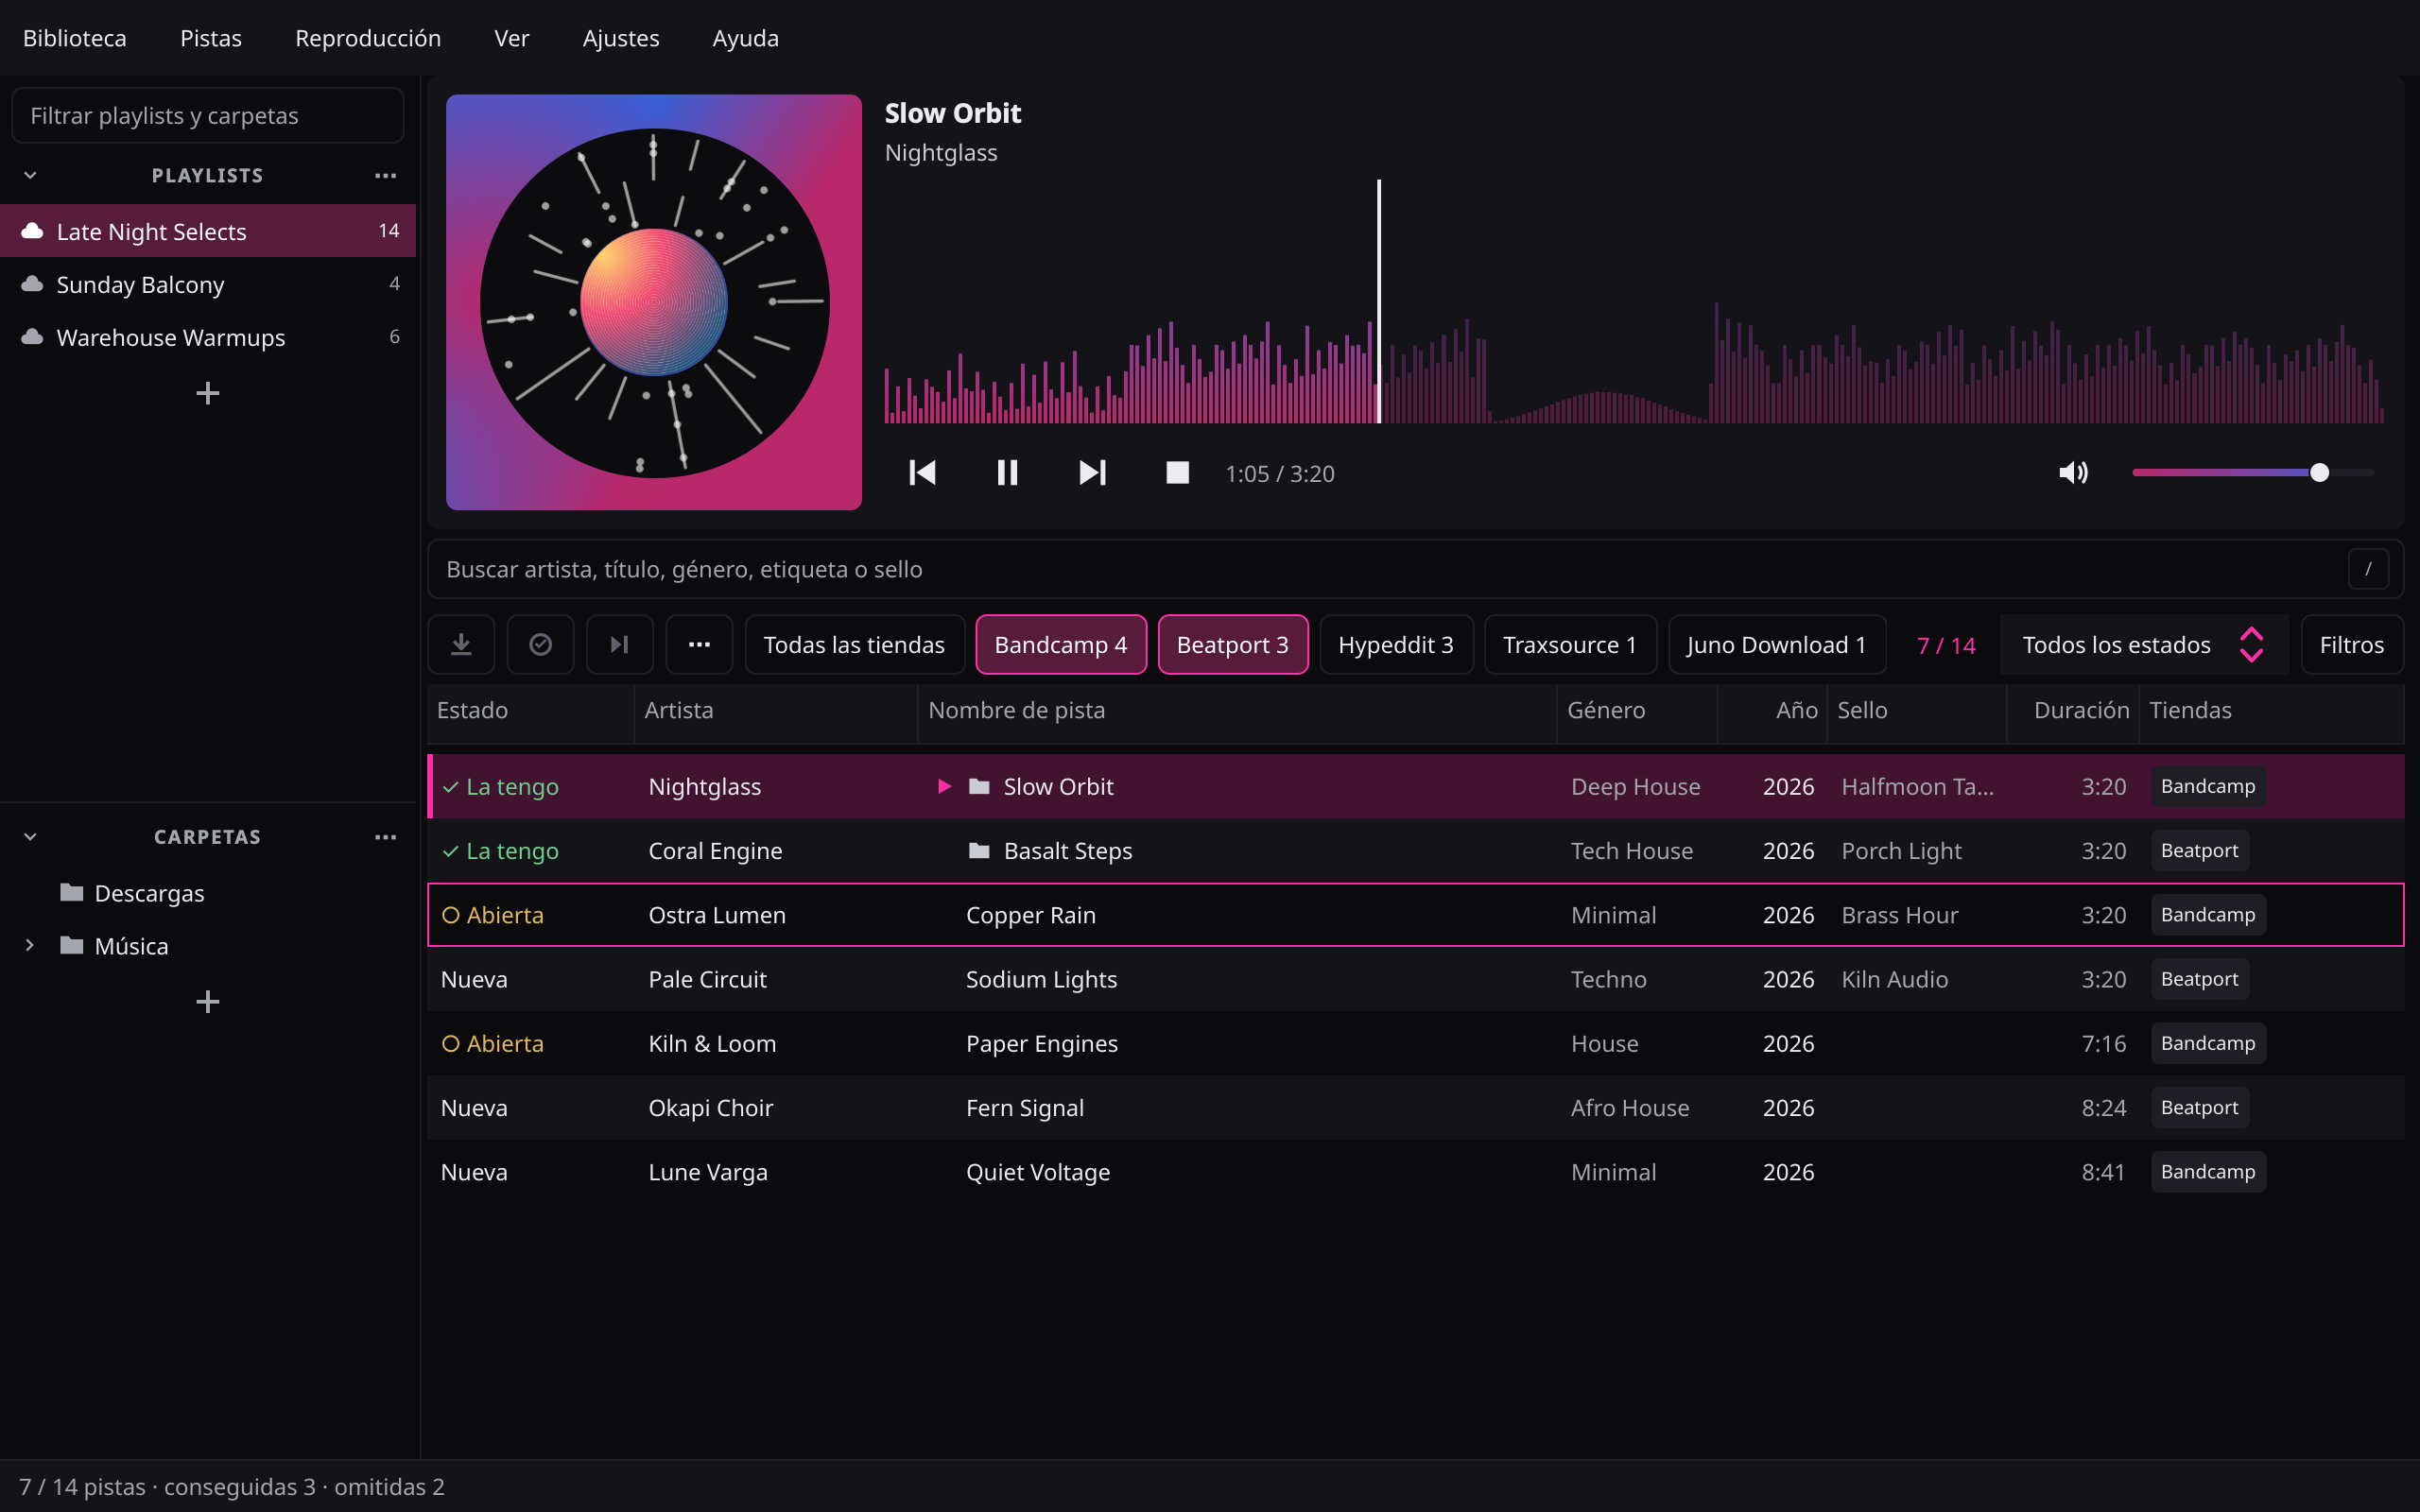 Biblioteca Pistas Reproducción Ver Ajustes Ayuda
Filtrar playlists y carpetas
PLAYLISTS
Late Night Selects 14
Sunday Balcony 4
Warehouse Warmups 6
CARPETAS
Descargas
Música
Slow Orbit
Nightglass
1:05 / 3:20
Buscar artista, título, género, etiqueta o sello /
Todas las tiendas Bandcamp 4 Beatport 3 Hypeddit 3 Traxsource 1 Juno Download 1 7 / 14 Todos los estados Filtros
Estado Artista Nombre de pista Género Año Sello Duración Tiendas
La tengo Nightglass Slow Orbit Deep House 2026 Halfmoon Ta... 3:20 Bandcamp
La tengo Coral Engine Basalt Steps Tech House 2026 Porch Light 3:20 Beatport
Abierta Ostra Lumen Copper Rain Minimal 2026 Brass Hour 3:20 Bandcamp
Nueva Pale Circuit Sodium Lights Techno 2026 Kiln Audio 3:20 Beatport
Abierta Kiln & Loom Paper Engines House 2026 7:16 Bandcamp
Nueva Okapi Choir Fern Signal Afro House 2026 8:24 Beatport
Nueva Lune Varga Quiet Voltage Minimal 2026 8:41 Bandcamp
7 / 14 pistas · conseguidas 3 · omitidas 2